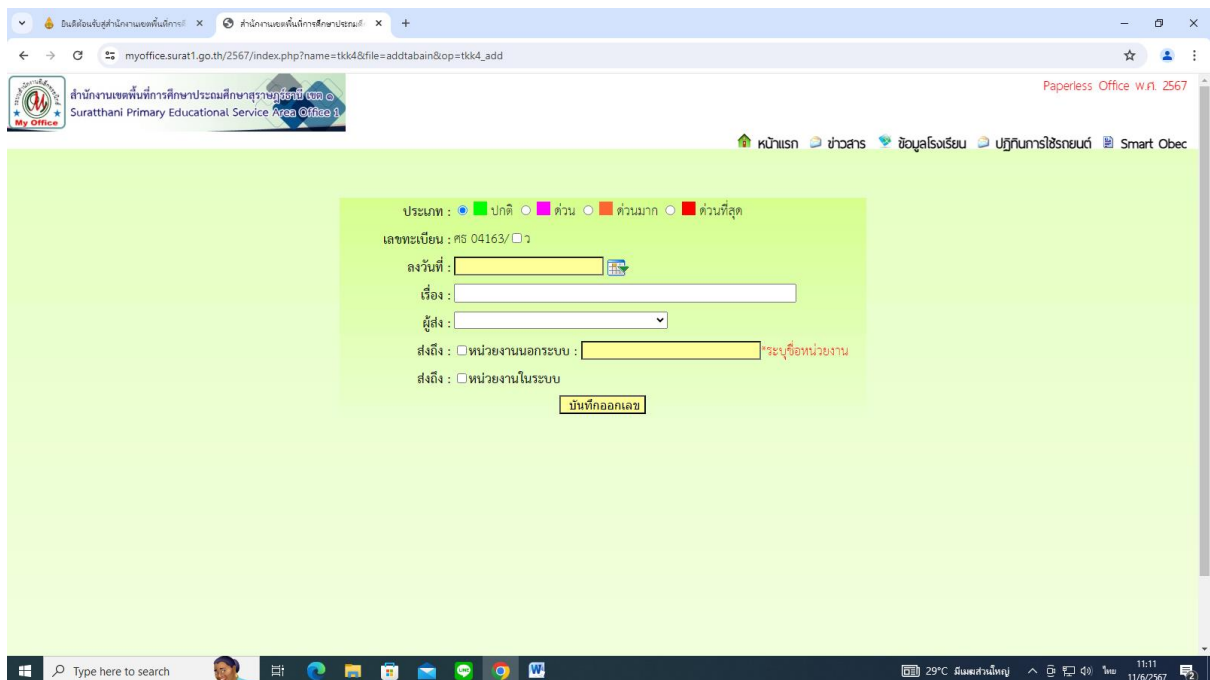 ยินดีต้อนรับสู่สำนักงานเขตพื้นที่การศึ
สำนักงานเขตพื้นที่การศึกษาประถมศึ
myoffice.surat1.go.th/2567/index.php?name=tkk4&file=addtabain&op=tkk4_add
My Office
สำนักงานเขตพื้นที่การศึกษาประถมศึกษาสุราษฎร์ธานี เขต ๑
Suratthani Primary Educational Service Area Office 1
Paperless Office พ.ศ. 2567
หน้าแรก ข่าวสาร ข้อมูลโรงเรียน ปฏิทินการใช้รถยนต์ Smart Obec
ประเภท : ปกติ ด่วน ด่วนมาก ด่วนที่สุด
เลขทะเบียน : ศธ 04163/ ว
ลงวันที่ :
เรื่อง :
ผู้ส่ง :
ส่งถึง : หน่วยงานนอกระบบ : *ระบุชื่อหน่วยงาน
ส่งถึง : หน่วยงานในระบบ
บันทึกออกเลข
Type here to search
29°C มีแดดส่วนใหญ่
ไทย
11:11
11/6/2567